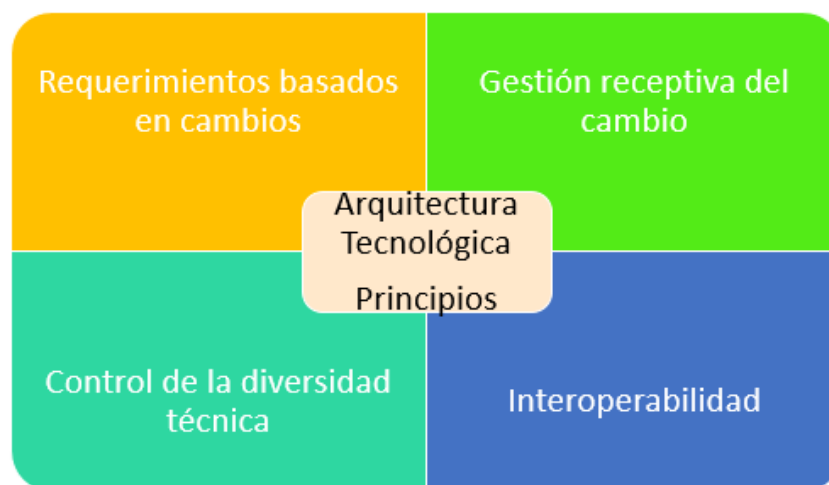 Requerimientos basados
en cambios
Gestión receptiva del
cambio
Arquitectura
Tecnológica
Principios
Control de la diversidad
técnica
Interoperabilidad